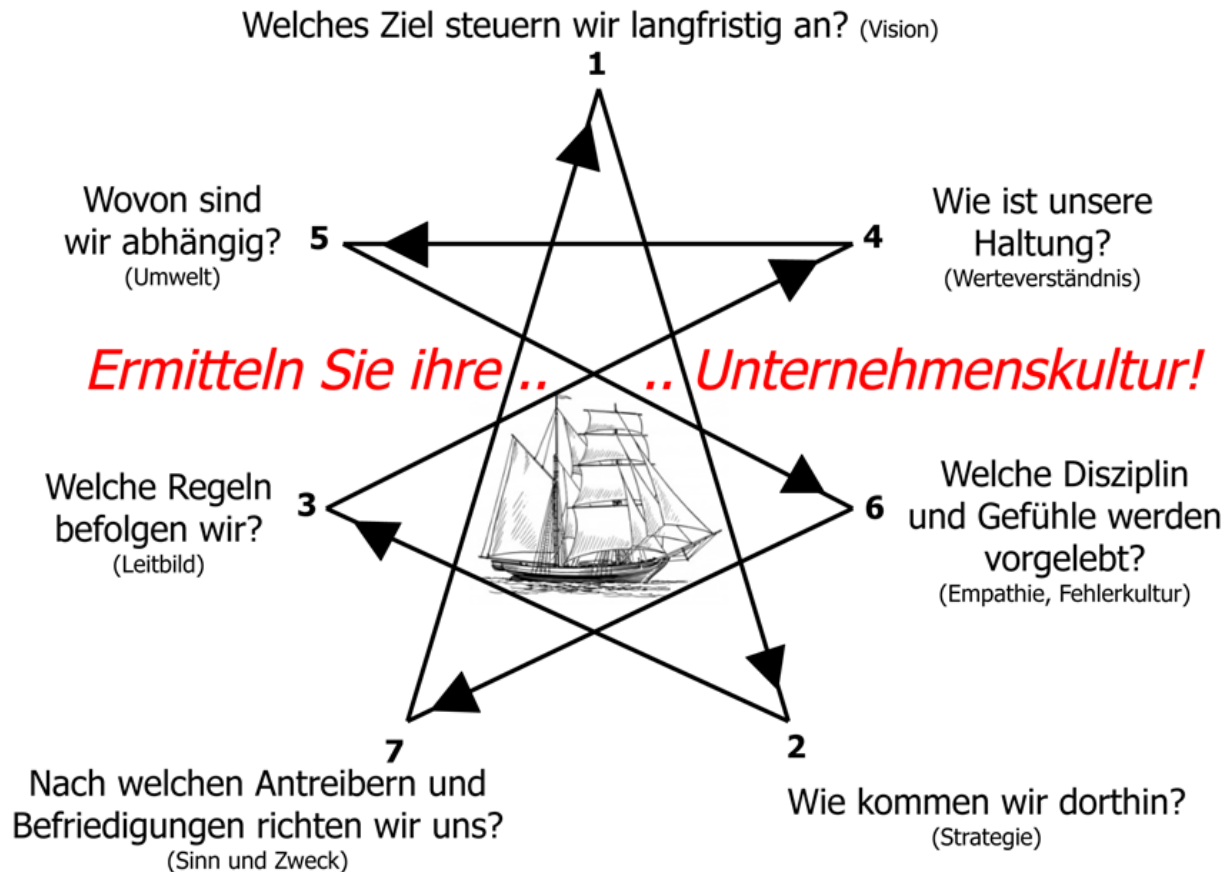 Welches Ziel steuern wir langfristig an? (Vision)
1
Wovon sind
wir abhängig?
(Umwelt)
5
4
Wie ist unsere
Haltung?
(Werteverständnis)
Ermitteln Sie ihre .. .. Unternehmenskultur!
Welche Regeln
befolgen wir?
(Leitbild)
3
6
Welche Disziplin
und Gefühle werden
vorgelebt?
(Empathie, Fehlerkultur)
7
Nach welchen Antreibern und
Befriedigungen richten wir uns?
(Sinn und Zweck)
2
Wie kommen wir dorthin?
(Strategie)